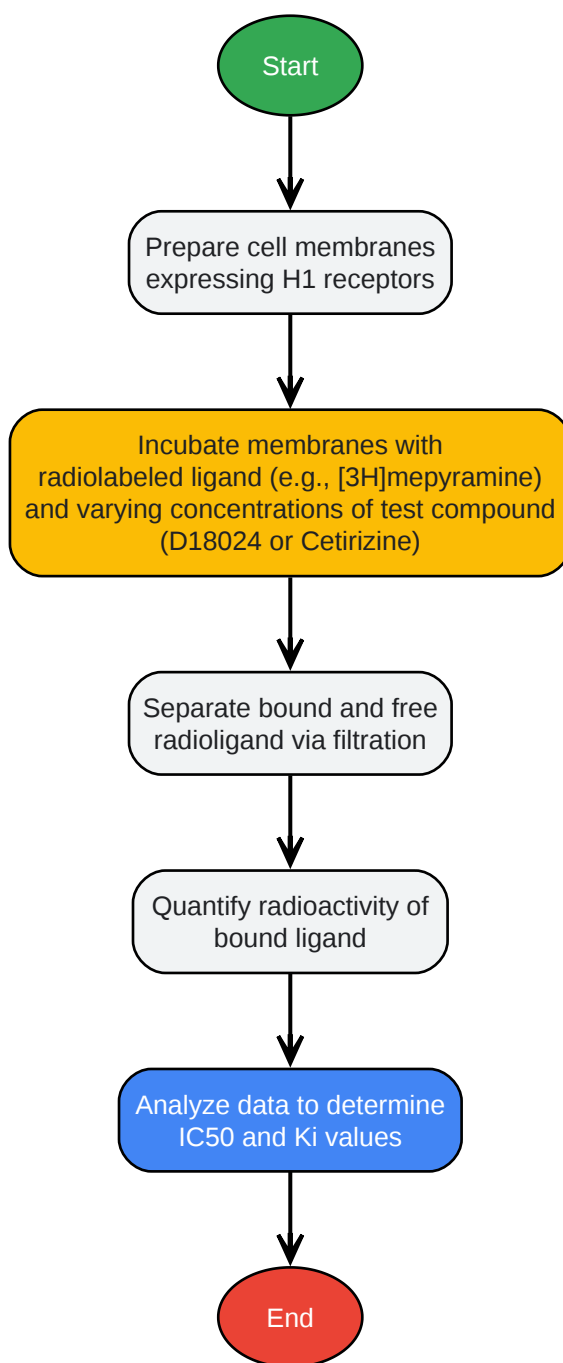 Start
Prepare cell membranes
expressing H1 receptors
Incubate membranes with
radiolabeled ligand (e.g., [3H]mepyramine)
and varying concentrations of test compound
(D18024 or Cetirizine)
Separate bound and free
radioligand via filtration
Quantify radioactivity of
bound ligand
Analyze data to determine
IC50 and Ki values
End